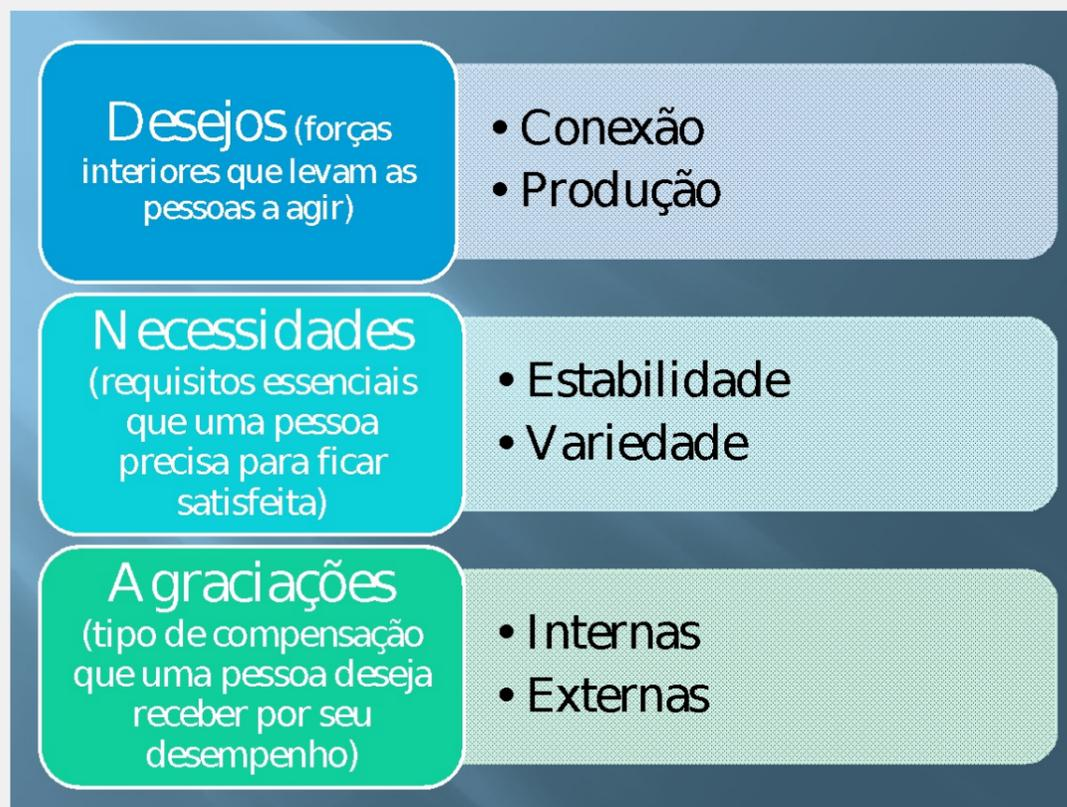 Desejos (forças
interiores que levam as
pessoas a agir)
• Conexão
• Produção
Necessidades
(requisitos essenciais
que uma pessoa
precisa para ficar
satisfeita)
• Estabilidade
• Variedade
Agraciações
(tipo de compensação
que uma pessoa deseja
receber por seu
desempenho)
• Internas
• Externas